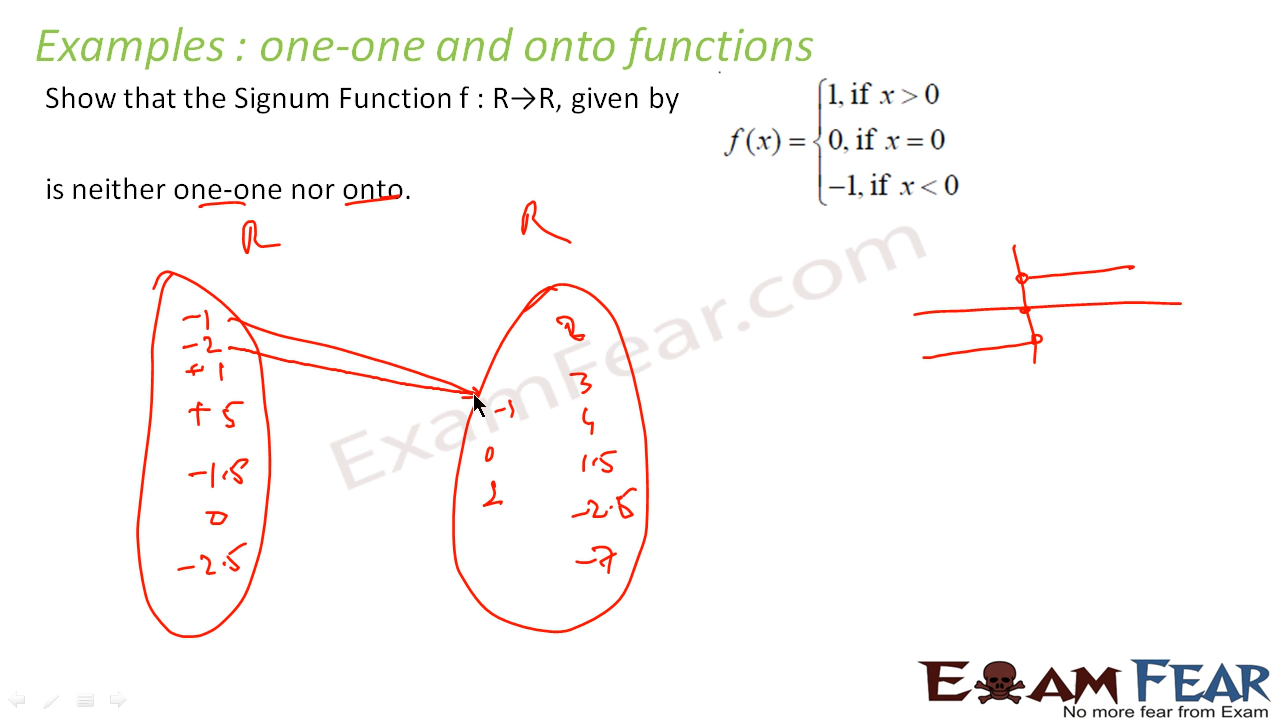 Examples : one-one and onto functions
Show that the Signum Function f : R→R, given by
f(x) = {1, if x > 0
0, if x = 0
−1, if x < 0
is neither one-one nor onto.
R
R
-1
-2
+1
+5
-1.5
0
-2.5
-1
0
1
2
3
4
1.5
-2.5
-7
ExamFear.com
EXAM FEAR
No more fear from Exam